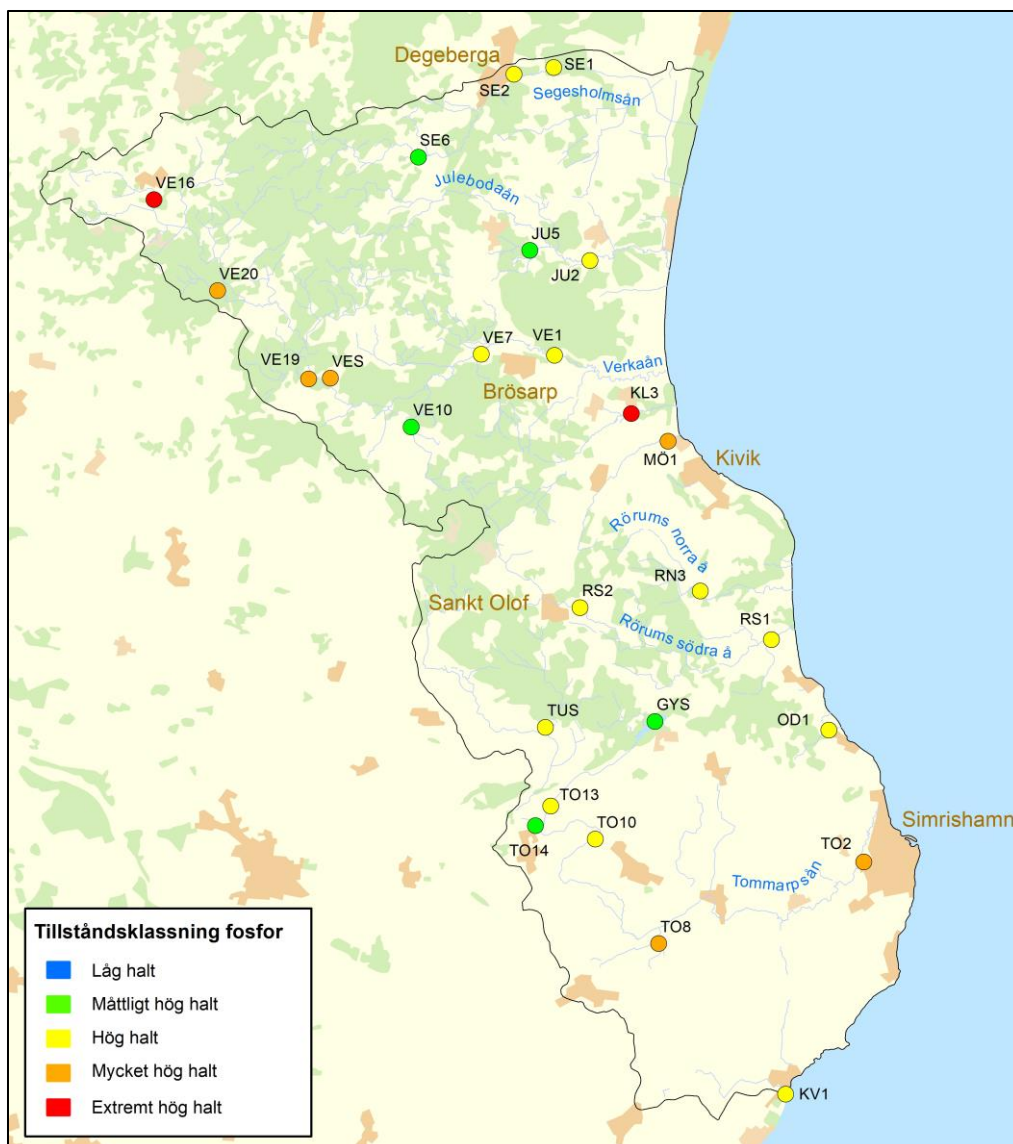 Degeberga
SE1
SE2
Segesholmsån
SE6
Julebodaån
VE16
JU5
JU2
VE20
VE7
VE1
VE19
VES
Verkaån
Brösarp
KL3
VE10
MÖ1
Kivik
Rörums norra å
RN3
RS2
Sankt Olof
RS1
Rörums södra å
GYS
TUS
OD1
TO13
TO10
Simrishamn
TO14
TO2
Tommarpsån
TO8
KV1
Tillståndsklassning fosfor
Låg halt
Måttligt hög halt
Hög halt
Mycket hög halt
Extremt hög halt